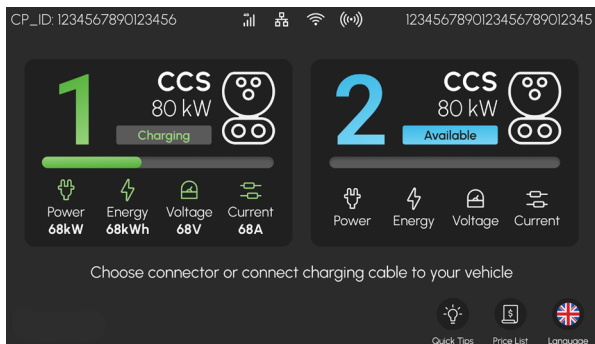 CP_ID: 1234567890123456
4G
1234567890123456789012345
1
CCS
80 kW
Charging
Power
68kW
Energy
68kWh
Voltage
68V
Current
68A
2
CCS
80 kW
Available
Power
Energy
Voltage
Current
Choose connector or connect charging cable to your vehicle
$
Quick Tips
Price List
Language